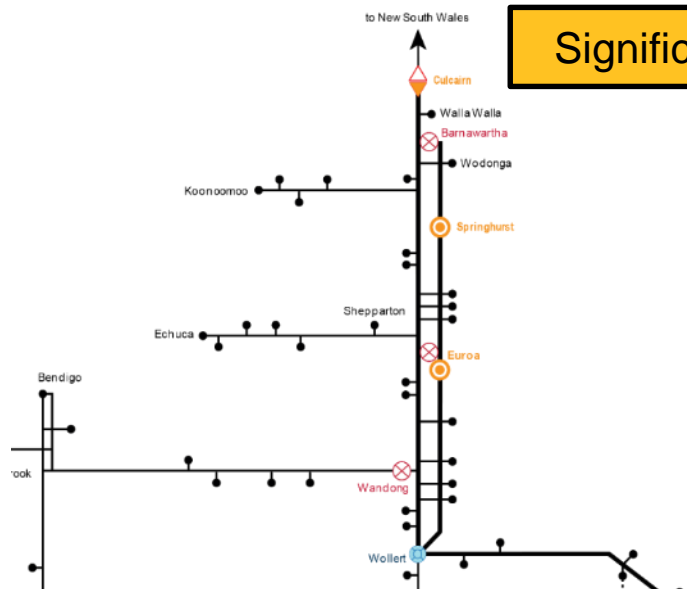 to New South Wales
Signific
Culcairn
Walla Walla
Barnawartha
Wodonga
Koonoomoo
Springhurst
Shepparton
Echuca
Euroa
Bendigo
rook
Wandong
Wollert